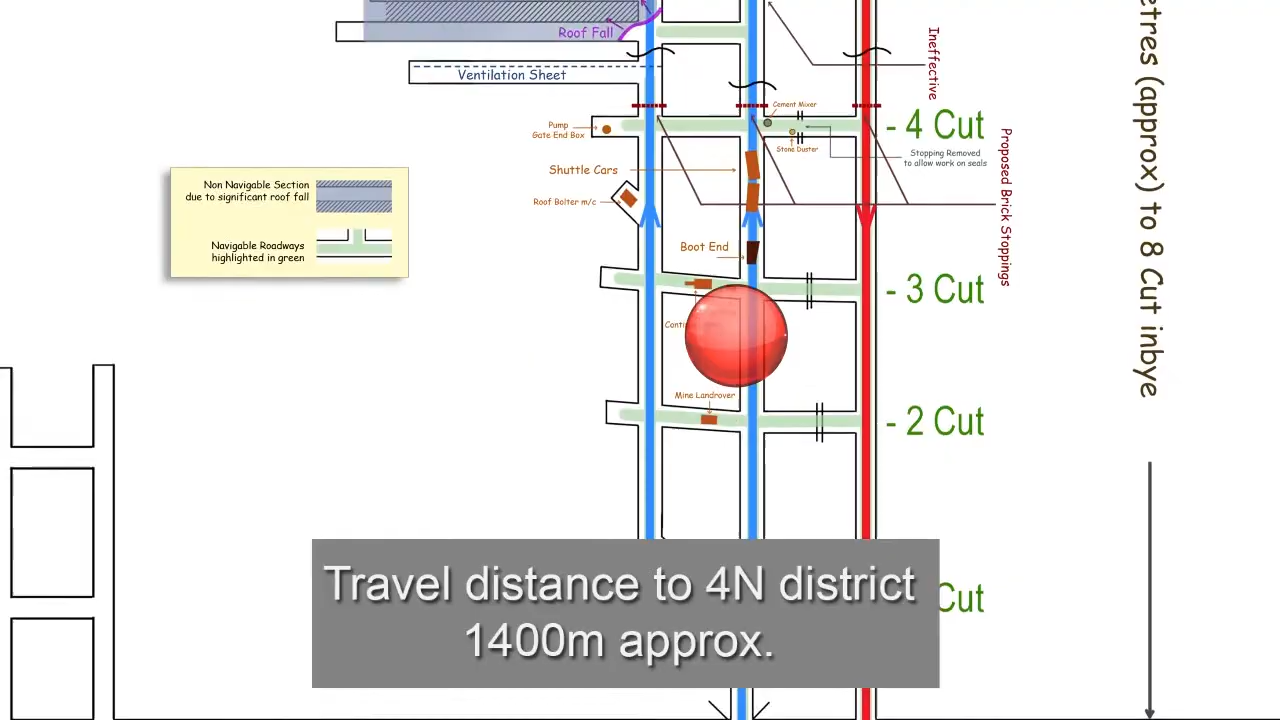 Roof Fall
Ventilation Sheet
Ineffective
etres (approx) to 8 Cut inbye
Cement Mixer
Pump
Gate End Box
- 4 Cut
Stone Duster
Stopping Removed
to allow work on seals
Proposed Brick Stoppings
Shuttle Cars
Non Navigable Section
due to significant roof fall
Roof Bolter m/c
Navigable Roadways
highlighted in green
Boot End
- 3 Cut
Mine Landrover
- 2 Cut
Travel distance to 4N district
1400m approx.
Cut